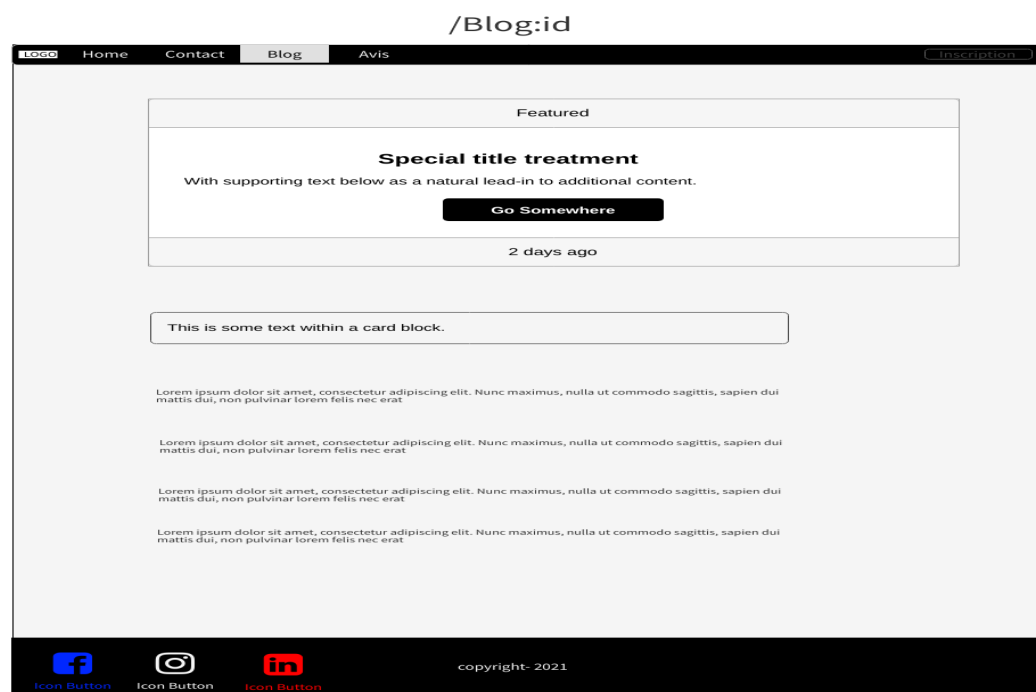 /Blog:id
LOGO Home Contact Blog Avis Inscription
Featured
Special title treatment
With supporting text below as a natural lead-in to additional content.
Go Somewhere
2 days ago
This is some text within a card block.
Lorem ipsum dolor sit amet, consectetur adipiscing elit. Nunc maximus, nulla ut commodo sagittis, sapien dui
mattis dui, non pulvinar lorem felis nec erat
Lorem ipsum dolor sit amet, consectetur adipiscing elit. Nunc maximus, nulla ut commodo sagittis, sapien dui
mattis dui, non pulvinar lorem felis nec erat
Lorem ipsum dolor sit amet, consectetur adipiscing elit. Nunc maximus, nulla ut commodo sagittis, sapien dui
mattis dui, non pulvinar lorem felis nec erat
Lorem ipsum dolor sit amet, consectetur adipiscing elit. Nunc maximus, nulla ut commodo sagittis, sapien dui
mattis dui, non pulvinar lorem felis nec erat
copyright- 2021
Icon Button Icon Button Icon Button